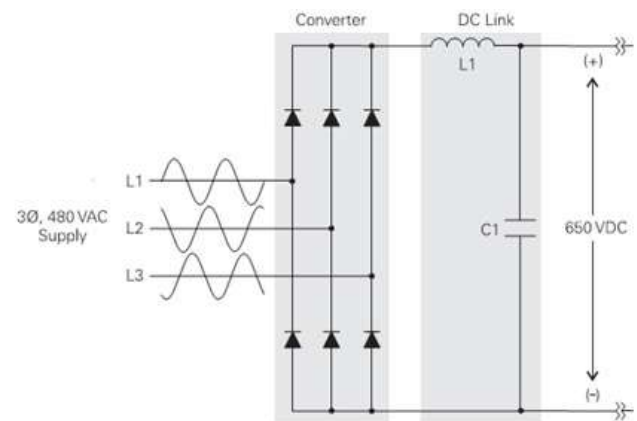 Converter
DC Link
L1
(+)
L1
3Ø, 480 VAC
Supply
L2
C1
650 VDC
L3
(–)